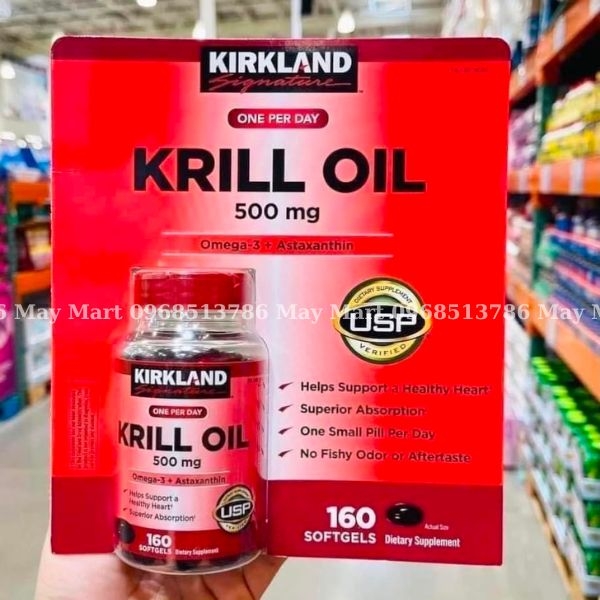 KIRKLAND
Signature
ONE PER DAY
KRILL OIL
500 mg
Omega-3 + Astaxanthin
DIETARY SUPPLEMENT
USP
VERIFIED
6 May Mart 0968513786 May Mart 0968513786 May M
Helps Support a Healthy Heart†
Superior Absorption†
One Small Pill Per Day
No Fishy Odor or Aftertaste
160
SOFTGELS
Actual Size
Dietary Supplement
KIRKLAND
Signature
ONE PER DAY
KRILL OIL
500 mg
Omega-3 + Astaxanthin
Helps Support a
Healthy Heart†
Superior Absorption†
USP
160
SOFTGELS
Dietary Supplement